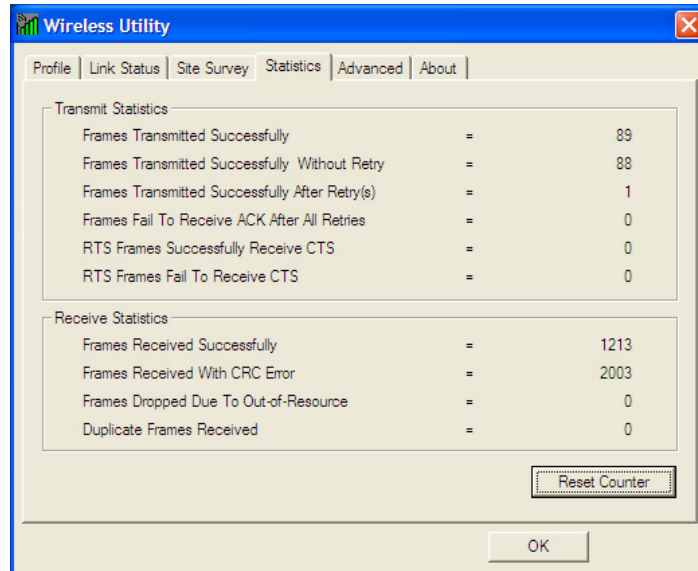 Wireless Utility
Profile Link Status Site Survey Statistics Advanced About
Transmit Statistics
Frames Transmitted Successfully = 89
Frames Transmitted Successfully Without Retry = 88
Frames Transmitted Successfully After Retry(s) = 1
Frames Fail To Receive ACK After All Retries = 0
RTS Frames Successfully Receive CTS = 0
RTS Frames Fail To Receive CTS = 0
Receive Statistics
Frames Received Successfully = 1213
Frames Received With CRC Error = 2003
Frames Dropped Due To Out-of-Resource = 0
Duplicate Frames Received = 0
Reset Counter
OK